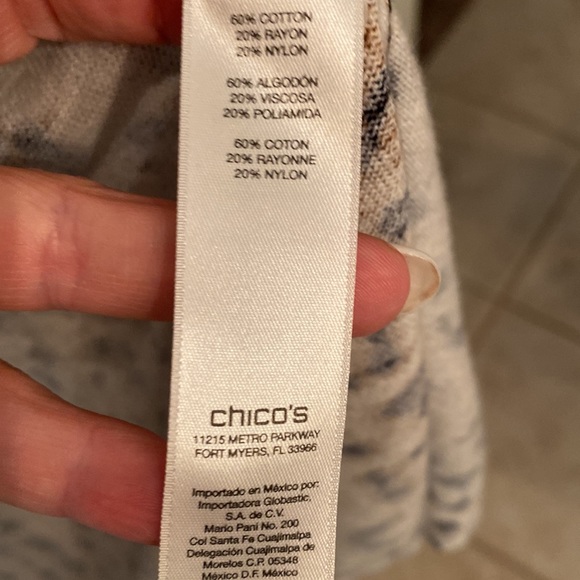 60% COTTON
20% RAYON
20% NYLON
60% ALGODÓN
20% VISCOSA
20% POLIAMIDA
60% COTON
20% RAYONNE
20% NYLON
chico's
11215 METRO PARKWAY
FORT MYERS, FL 33966
Importado en México por:
Importadora Globastic,
S.A. de C.V.
Mario Pani No. 200
Col Santa Fe Cuajimalpa
Delegación Cuajimalpa de
Morelos C.P. 05348
México D.F. México